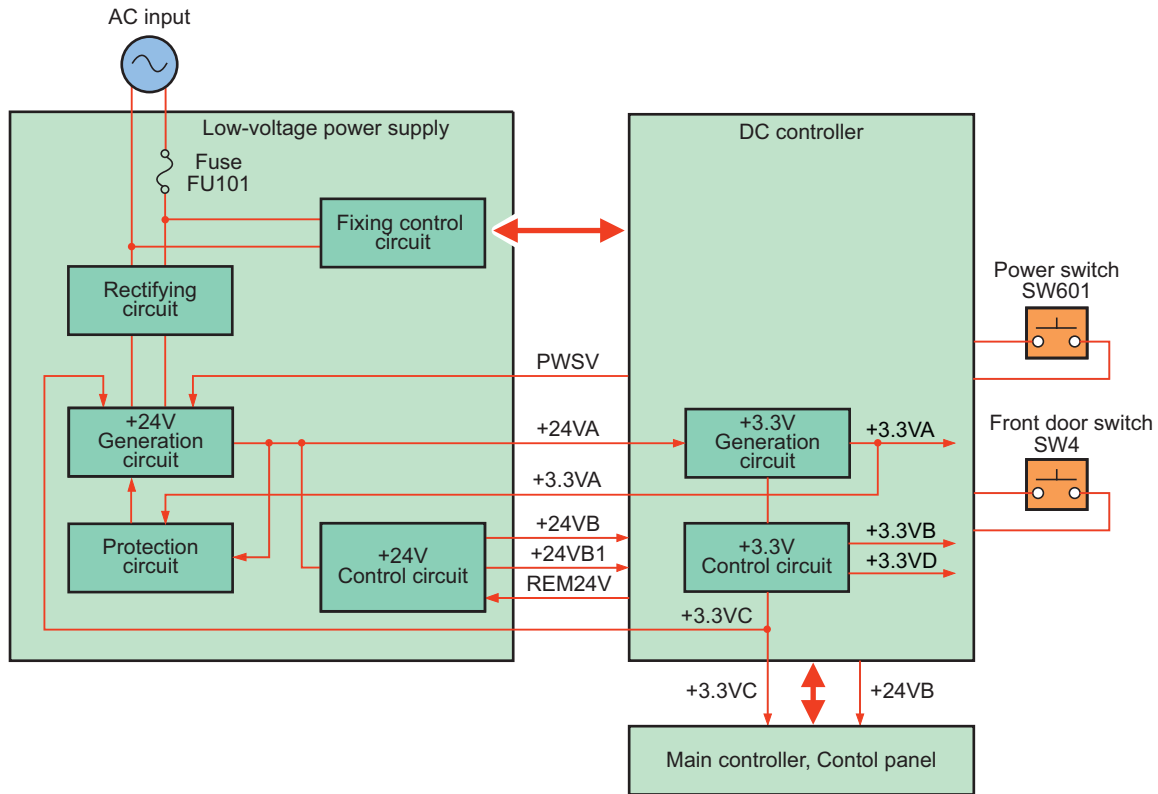 AC input
Low-voltage power supply
Fuse
FU101
Fixing control
circuit
Rectifying
circuit
+24V
Generation
circuit
Protection
circuit
+24V
Control circuit
PWSV
+24VA
+3.3VA
+24VB
+24VB1
REM24V
+3.3VC
DC controller
+3.3V
Generation
circuit
+3.3VA
+3.3V
Control circuit
+3.3VB
+3.3VD
Power switch
SW601
Front door switch
SW4
+3.3VC
+24VB
Main controller, Contol panel